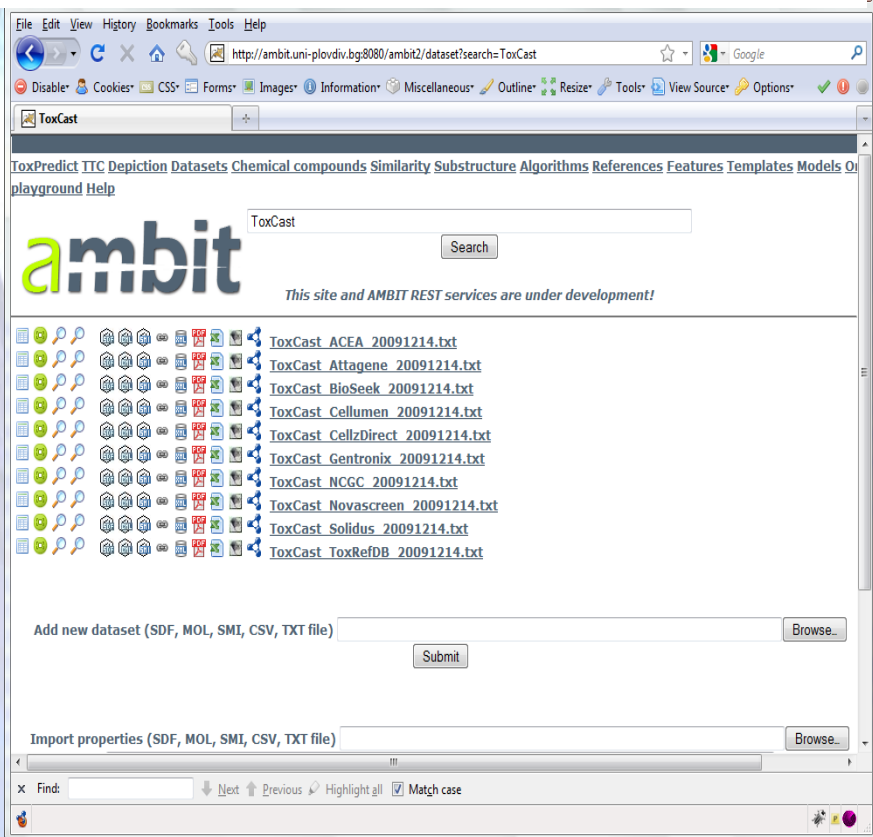 File Edit View History Bookmarks Tools Help
http://ambit.uni-plovdiv.bg:8080/ambit2/dataset?search=ToxCast
Google
Disable Cookies CSS Forms Images Information Miscellaneous Outline Resize Tools View Source Options
ToxCast
ToxPredict TTC Depiction Datasets Chemical compounds Similarity Substructure Algorithms References Features Templates Models
playground Help
ToxCast
ambit
Search
This site and AMBIT REST services are under development!
ToxCast_ACEA_20091214.txt
ToxCast_Attagene_20091214.txt
ToxCast_BioSeek_20091214.txt
ToxCast_Cellumen_20091214.txt
ToxCast_CellzDirect_20091214.txt
ToxCast_Gentronix_20091214.txt
ToxCast_NCGC_20091214.txt
ToxCast_Novascreen_20091214.txt
ToxCast_Solidus_20091214.txt
ToxCast_ToxRefDB_20091214.txt
Add new dataset (SDF, MOL, SMI, CSV, TXT file) Browse...
Submit
Import properties (SDF, MOL, SMI, CSV, TXT file) Browse...
x Find: Next Previous Highlight all Match case